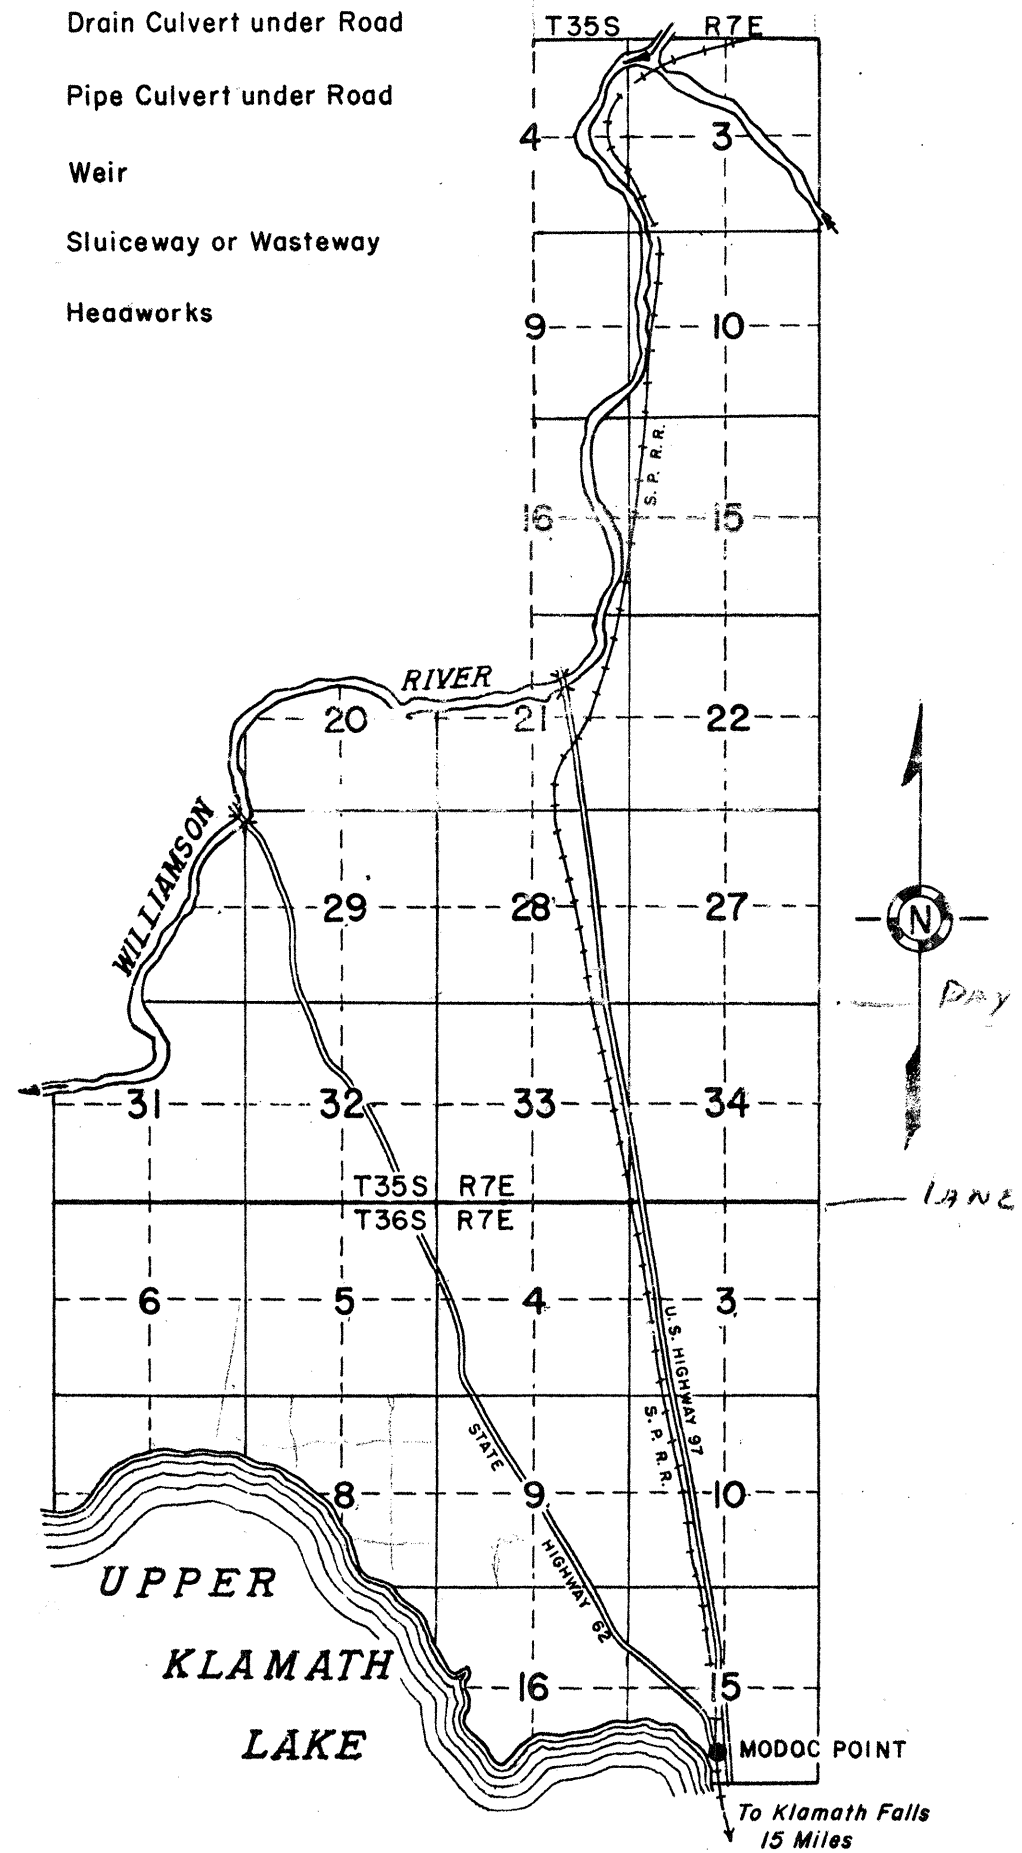 Drain Culvert under Road
T35S R7E
Pipe Culvert under Road
4 3
Weir
Sluiceway or Wasteway
Headworks
9 10
S. P. R.R.
16 15
RIVER
20 21 22
WILLIAMSON
29 28 27
N
DAY
31 32 33 34
T35S R7E
LANE
T36S R7E
6 5 4 3
U.S. HIGHWAY 97
S. P. R.R.
STATE
8 9 10
HIGHWAY 62
UPPER
KLAMATH
16 15
LAKE
MODOC POINT
To Klamath Falls
15 Miles